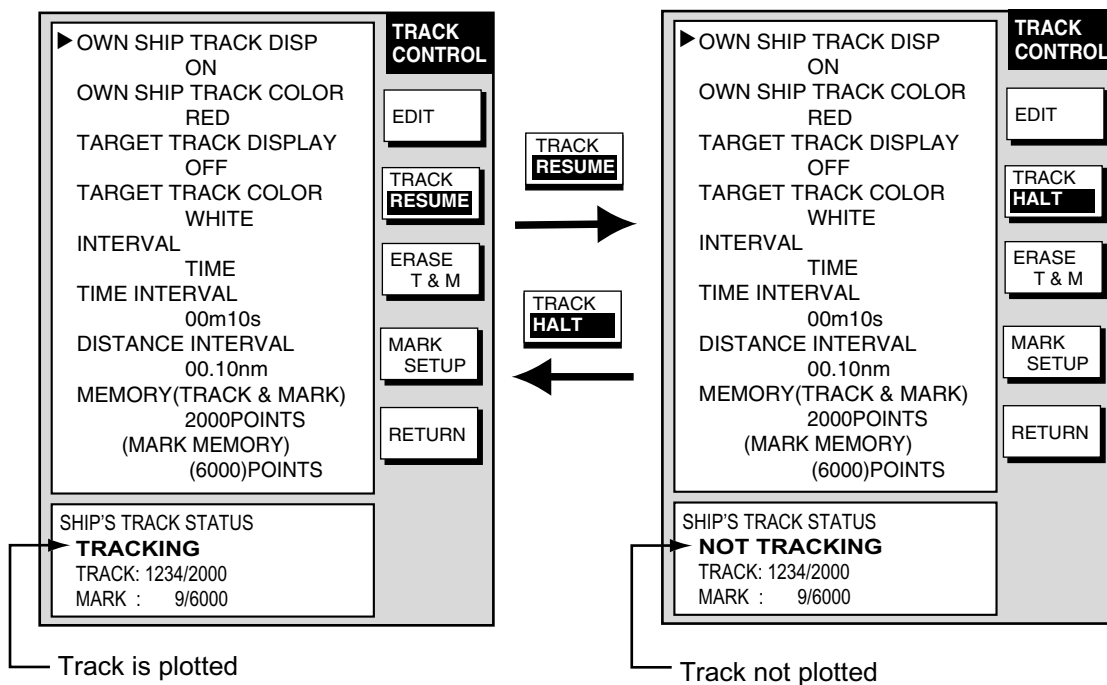 ▶OWN SHIP TRACK DISP
ON
OWN SHIP TRACK COLOR
RED
TARGET TRACK DISPLAY
OFF
TARGET TRACK COLOR
WHITE
INTERVAL
TIME
TIME INTERVAL
00m10s
DISTANCE INTERVAL
00.10nm
MEMORY(TRACK & MARK)
2000POINTS
(MARK MEMORY)
(6000)POINTS
TRACK
CONTROL
EDIT
TRACK
RESUME
ERASE
T & M
MARK
SETUP
RETURN
SHIP'S TRACK STATUS
TRACKING
TRACK: 1234/2000
MARK : 9/6000
Track is plotted
TRACK
RESUME
TRACK
HALT
▶OWN SHIP TRACK DISP
ON
OWN SHIP TRACK COLOR
RED
TARGET TRACK DISPLAY
OFF
TARGET TRACK COLOR
WHITE
INTERVAL
TIME
TIME INTERVAL
00m10s
DISTANCE INTERVAL
00.10nm
MEMORY(TRACK & MARK)
2000POINTS
(MARK MEMORY)
(6000)POINTS
TRACK
CONTROL
EDIT
TRACK
HALT
ERASE
T & M
MARK
SETUP
RETURN
SHIP'S TRACK STATUS
NOT TRACKING
TRACK: 1234/2000
MARK : 9/6000
Track not plotted